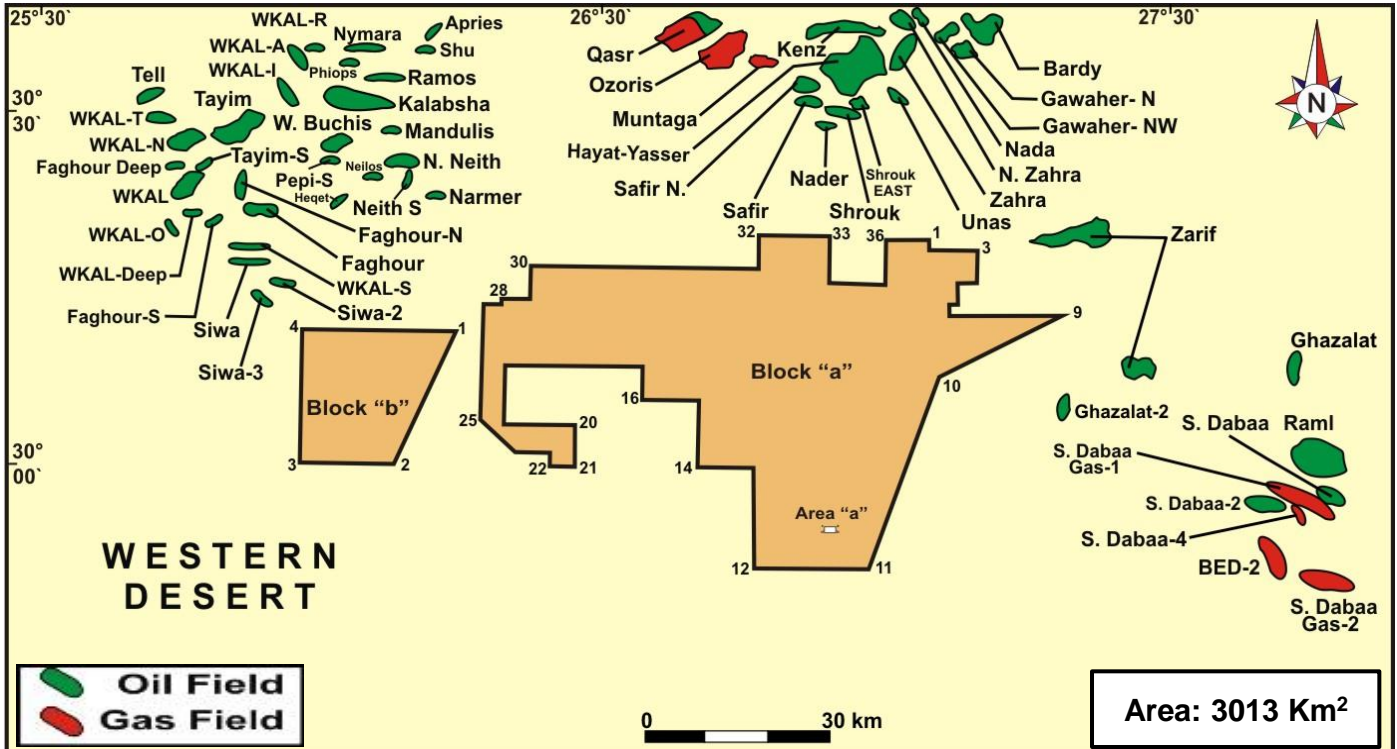 25°30`
26°30`
27°30`
WKAL-R
Nymara
Apries
WKAL-A
Shu
Phiops
WKAL-I
Ramos
Tell
Tayim
Kalabsha
30°
30`
WKAL-T
W. Buchis
Mandulis
WKAL-N
Tayim-S
Faghour Deep
Pepi-S
Neilos
N. Neith
WKAL
Heqet
Neith S
Narmer
WKAL-O
Faghour-N
WKAL-Deep
Faghour
WKAL-S
Faghour-S
Siwa
Siwa-2
Siwa-3
Qasr
Kenz
Ozoris
Muntaga
Hayat-Yasser
Safir N.
Safir
Nader
Shrouk
Shrouk
EAST
Unas
Zahra
N. Zahra
Nada
Gawaher- NW
Gawaher- N
Bardy
N
Zarif
Ghazalat
Ghazalat-2
S. Dabaa
Raml
S. Dabaa
Gas-1
S. Dabaa-2
S. Dabaa-4
BED-2
S. Dabaa
Gas-2
4
1
Block “b”
3
2
32
33
36
1
3
30
28
9
Block “a”
10
16
25
20
14
22
21
Area “a”
12
11
30°
00`
WESTERN
DESERT
Oil Field
Gas Field
0
30 km
Area: 3013 Km²